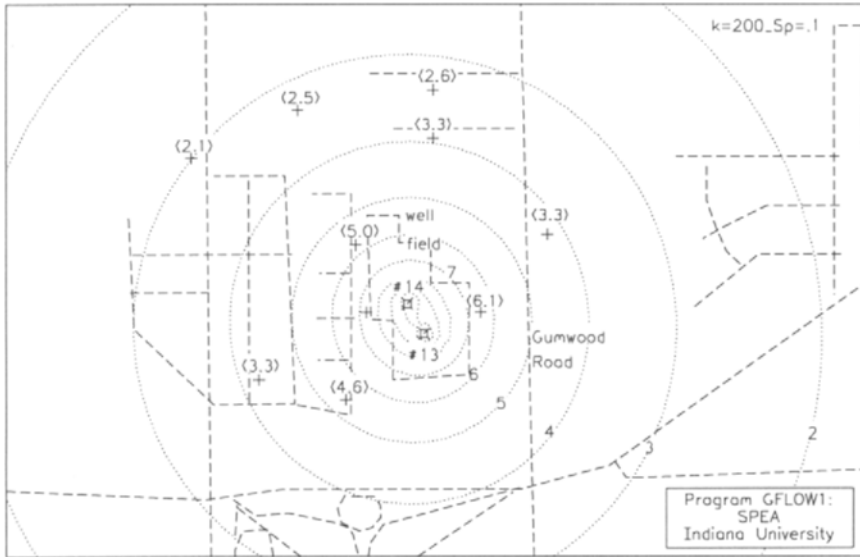 k=200_Sp=.1
(2.6)
(2.5)
(3.3)
(2.1)
well
(3.3)
(5.0)
field
7
#14
(6.1)
Gumwood
#13
Road
(3.3)
6
(4.6)
5
4
2
3
Program GFLOW1:
SPEA
Indiana University